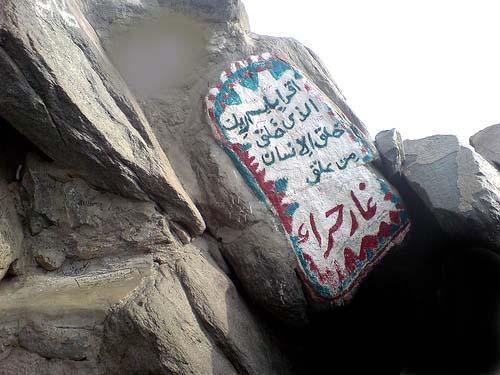 اقرأ باسم ربك
الذي خلق
خلق الانسان
من علق
غار حراء